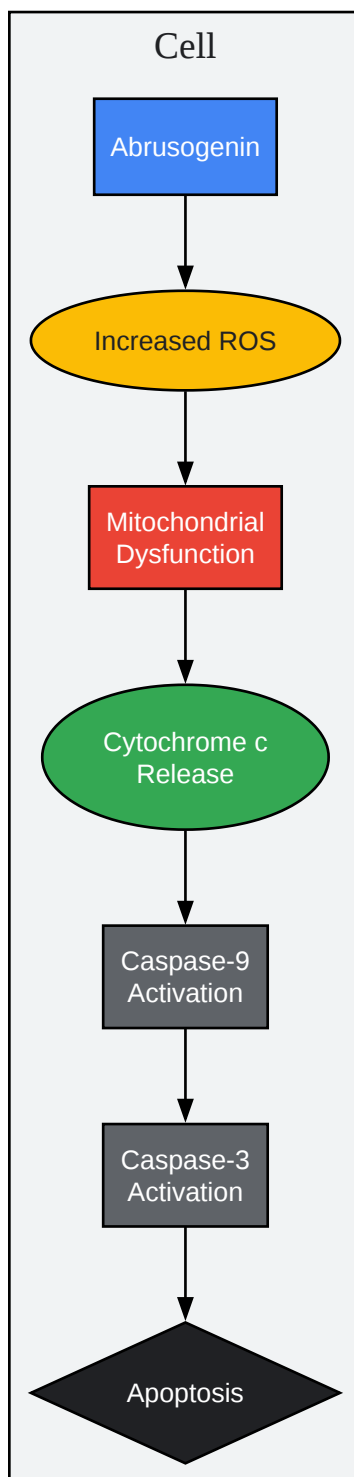 Cell
Abrusogenin
Increased ROS
Mitochondrial
Dysfunction
Cytochrome c
Release
Caspase-9
Activation
Caspase-3
Activation
Apoptosis